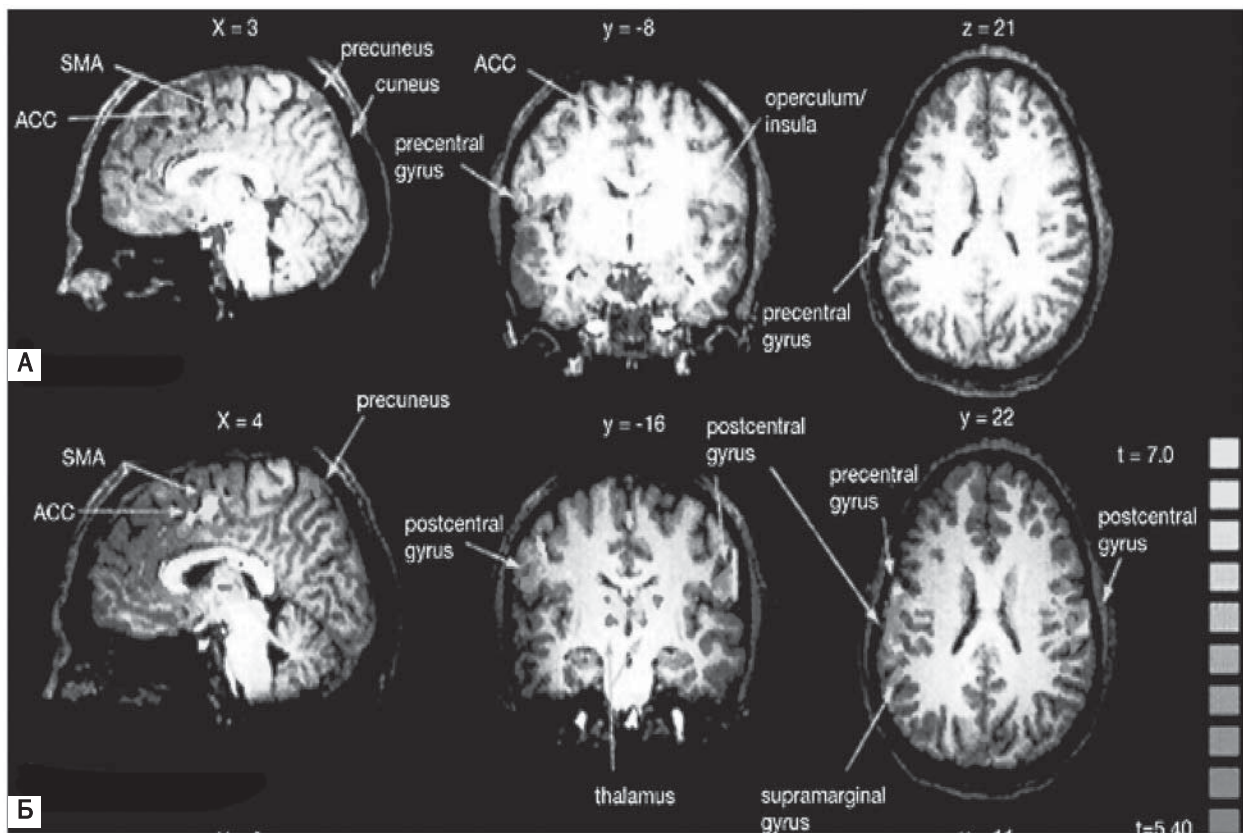 X = 3
y = -8
z = 21
SMA
ACC
precuneus
cuneus
ACC
precentral
gyrus
operculum/
insula
precentral
gyrus
А
X = 4
y = -16
y = 22
SMA
ACC
precuneus
postcentral
gyrus
postcentral
gyrus
precentral
gyrus
postcentral
gyrus
t = 7.0
thalamus
supramarginal
gyrus
t=5.40
Б